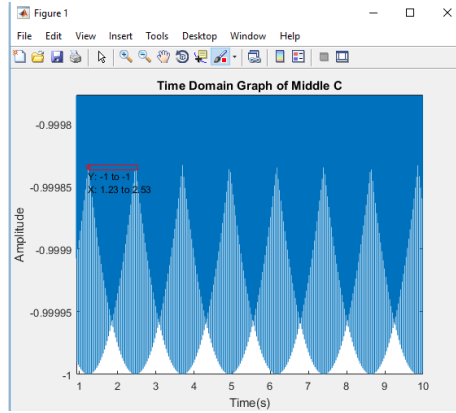 Figure 1
File Edit View Insert Tools Desktop Window Help
Time Domain Graph of Middle C
-0.9998
-0.99985
-0.9999
-0.99995
-1
Amplitude
Y: -1 to -1
X: 1.23 to 2.53
1 2 3 4 5 6 7 8 9 10
Time(s)